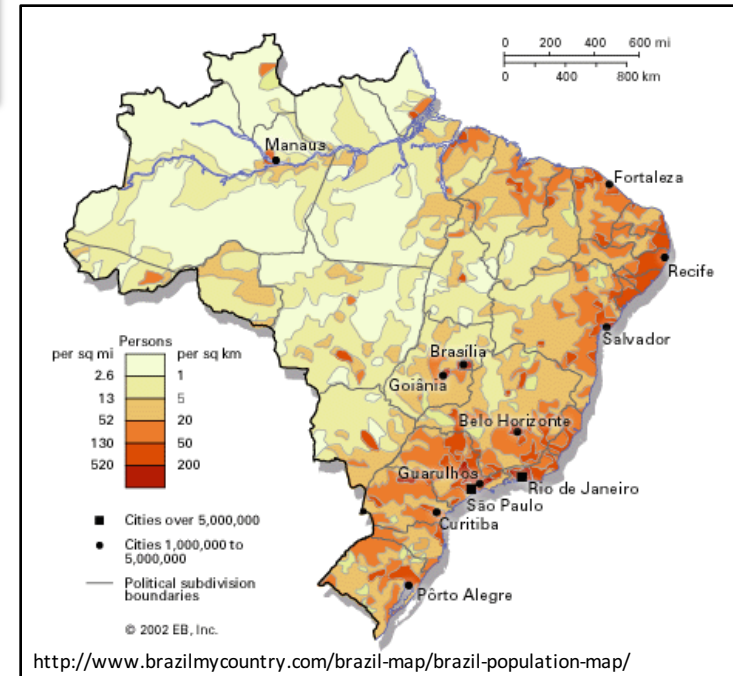 0 200 400 600 mi
0 400 800 km
Manaus
Fortaleza
Recife
Salvador
Brasília
Goiânia
Belo Horizonte
Guarulhos
Rio de Janeiro
São Paulo
Curitiba
Pôrto Alegre
Persons
per sq mi per sq km
2.6 1
13 5
52 20
130 50
520 200
Cities over 5,000,000
Cities 1,000,000 to
5,000,000
Political subdivision
boundaries
© 2002 EB, Inc.
http://www.brazilmycountry.com/brazil-map/brazil-population-map/